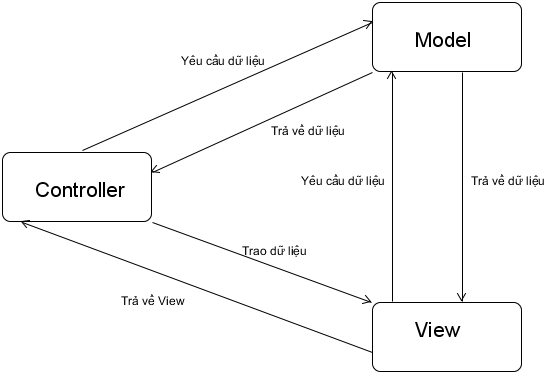 Model
Yêu cầu dữ liệu
Trả về dữ liệu
Controller
Yêu cầu dữ liệu
Trả về dữ liệu
Trao dữ liệu
Trả về View
View